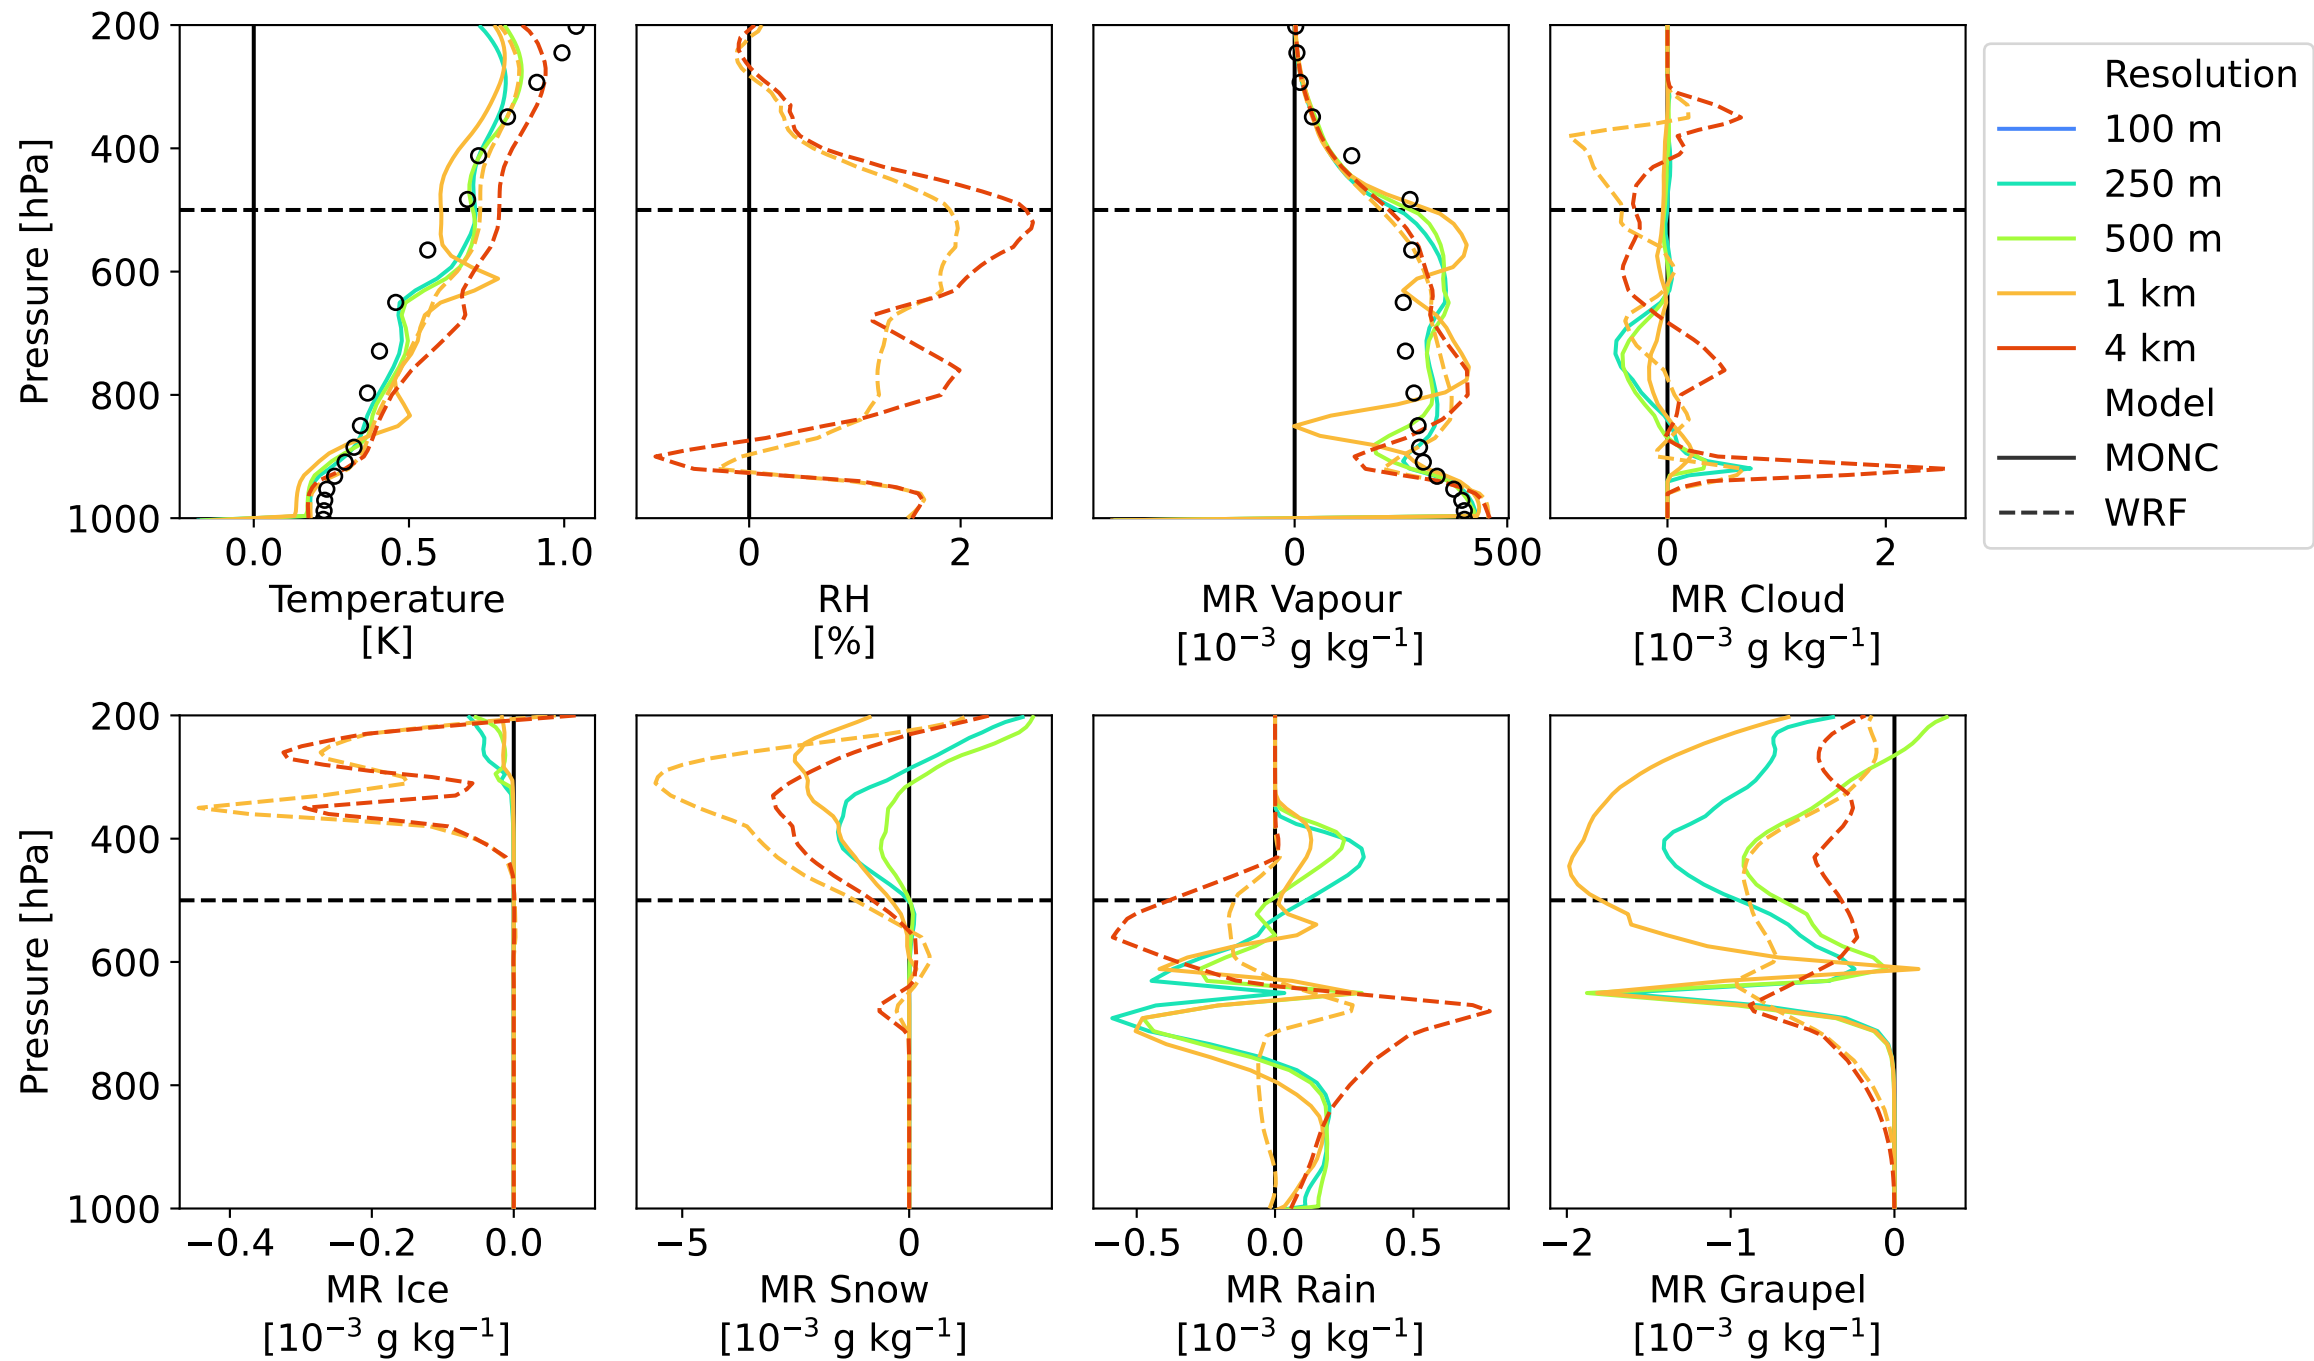 200
400
600
800
1000
Pressure [hPa]
0.0 0.5 1.0
Temperature
[K]
0 2
RH
[%]
0 500
MR Vapour
[10⁻³ g kg⁻¹]
0 2
MR Cloud
[10⁻³ g kg⁻¹]
Resolution
100 m
250 m
500 m
1 km
4 km
Model
MONC
WRF
200
400
600
800
1000
Pressure [hPa]
−0.4 −0.2 0.0
MR Ice
[10⁻³ g kg⁻¹]
−5 0
MR Snow
[10⁻³ g kg⁻¹]
−0.5 0.0 0.5
MR Rain
[10⁻³ g kg⁻¹]
−2 −1 0
MR Graupel
[10⁻³ g kg⁻¹]